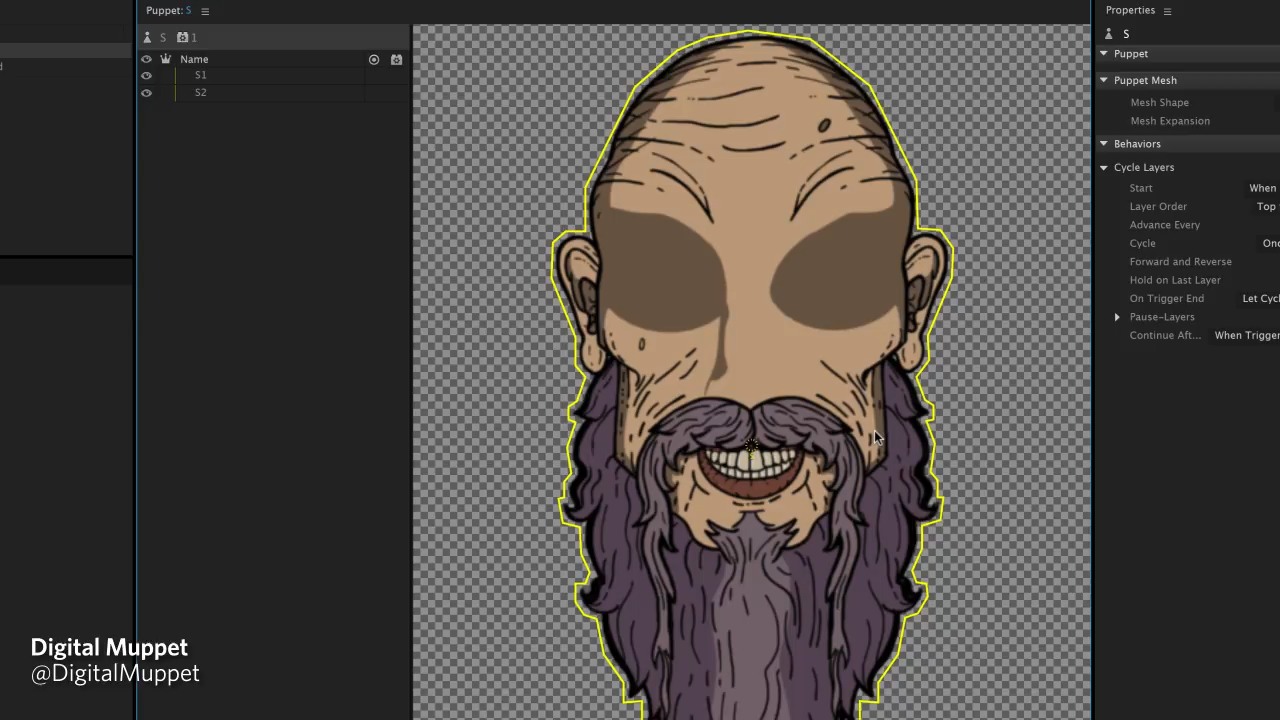 Puppet: S
S 1
Name
S1
S2
Properties
S
Puppet
Puppet Mesh
Mesh Shape
Mesh Expansion
Behaviors
Cycle Layers
Start When
Layer Order Top
Advance Every
Cycle
Forward and Reverse
Hold on Last Layer
On Trigger End Let Cyc
Pause-Layers
Continue Aft... When Trigger
Digital Muppet
@DigitalMuppet